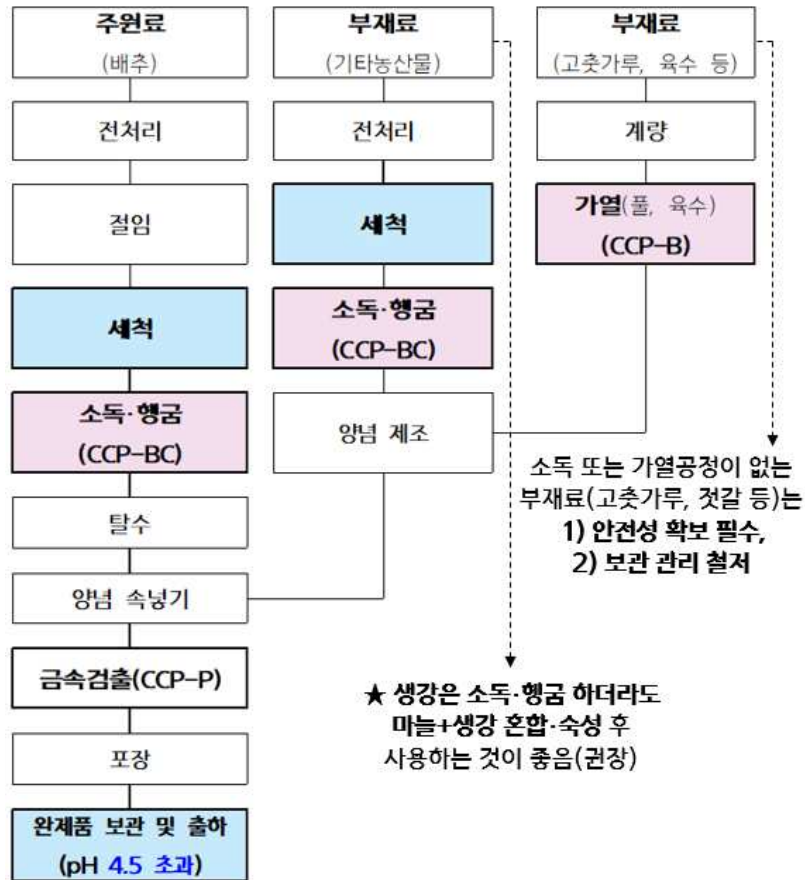 주원료
(배추)
전처리
절임
세척
소독·헹굼
(CCP-BC)
탈수
양념 속넣기
금속검출(CCP-P)
포장
완제품 보관 및 출하
(pH 4.5 초과)
부재료
(기타농산물)
전처리
세척
소독·헹굼
(CCP-BC)
양념 제조
부재료
(고춧가루, 육수 등)
계량
가열(풀, 육수)
(CCP-B)
소독 또는 가열공정이 없는
부재료(고춧가루, 젓갈 등)는
1) 안전성 확보 필수,
2) 보관 관리 철저
★ 생강은 소독·헹굼 하더라도
마늘+생강 혼합·숙성 후
사용하는 것이 좋음(권장)